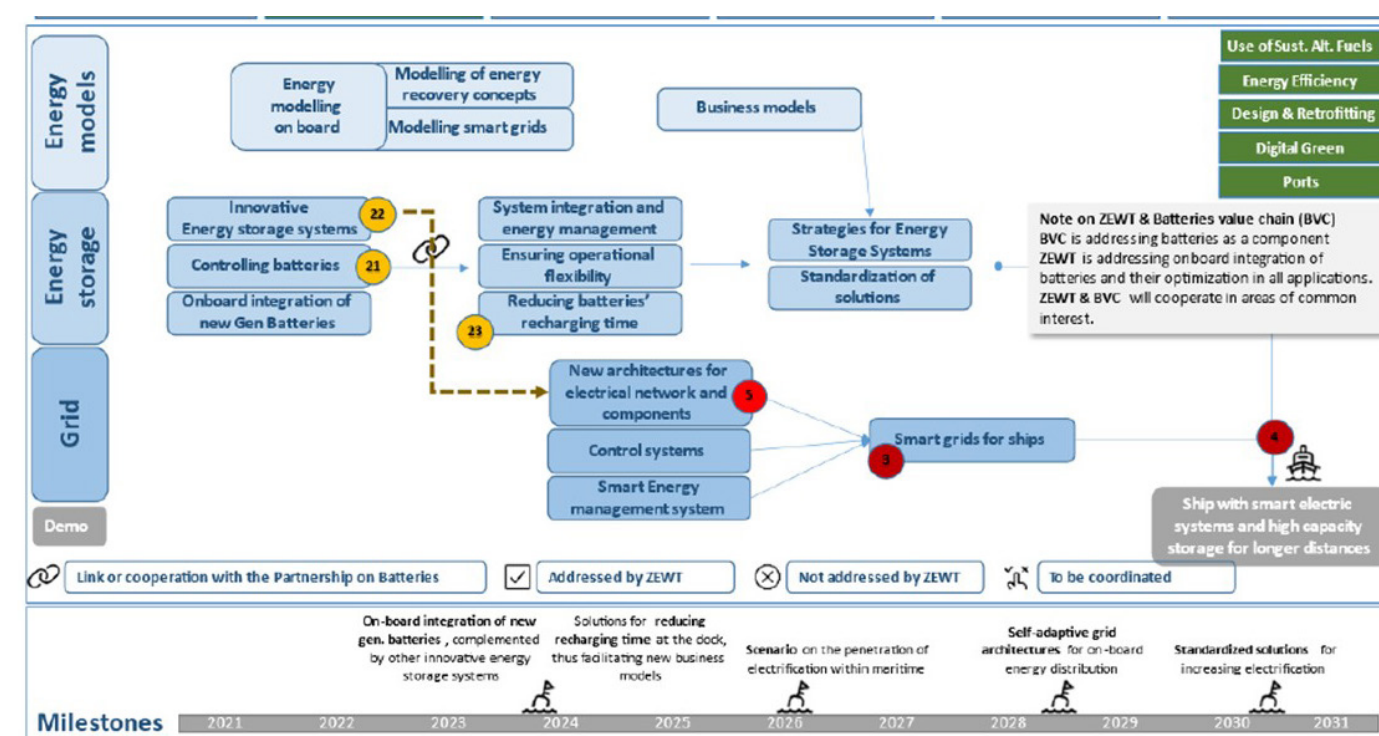 Use of Sust. Alt. Fuels
Energy Efficiency
Design & Retrofitting
Digital Green
Ports
Energy
models
Energy
modelling
on board
Modelling of energy
recovery concepts
Modelling smart grids
Business models
Energy
storage
Innovative
Energy storage systems
22
Controlling batteries
21
Onboard integration of
new Gen Batteries
System integration and
energy management
Ensuring operational
flexibility
Reducing batteries'
recharging time
23
Strategies for Energy
Storage Systems
Standardization of
solutions
Note on ZEWT & Batteries value chain (BVC)
BVC is addressing batteries as a component
ZEWT is addressing onboard integration of
batteries and their optimization in all applications.
ZEWT & BVC will cooperate in areas of common
interest.
Grid
New architectures for
electrical network and
components
5
Control systems
Smart Energy
management system
Smart grids for ships
3
4
Demo
Ship with smart electric
systems and high capacity
storage for longer distances
Link or cooperation with the Partnership on Batteries
Addressed by ZEWT
Not addressed by ZEWT
To be coordinated
On-board integration of new
gen. batteries, complemented
by other innovative energy
storage systems
Solutions for reducing
recharging time at the dock,
thus facilitating new business
models
Scenario on the penetration of
electrification within meritime
Self-adaptive grid
architectures for on-board
energy distribution
Standardized solutions for
increasing electrification
Milestones
2021 2022 2023 2024 2025 2026 2027 2028 2029 2030 2031